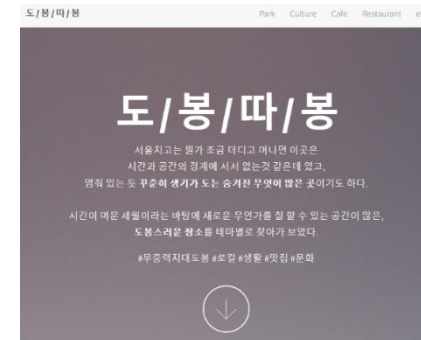 도/봉/따/봉
Park Culture Cafe Restaurant e
도/봉/따/봉
서울치고는 뭔가 조금 더디고 머나먼 이곳은
시간과 공간의 경계에 서서 없는것 같은데 있고,
멈춰 있는 듯 꾸준히 생기가 도는 숨겨진 무엇이 많은 곳이기도 하다.
시간이 머문 세월이라는 바탕에 새로운 무언가를 칠 할 수 있는 공간이 많은,
도봉스러운 장소를 테마별로 찾아가 보았다.
#무중력지대도봉 #로컬 #생활 #맛집 #문화